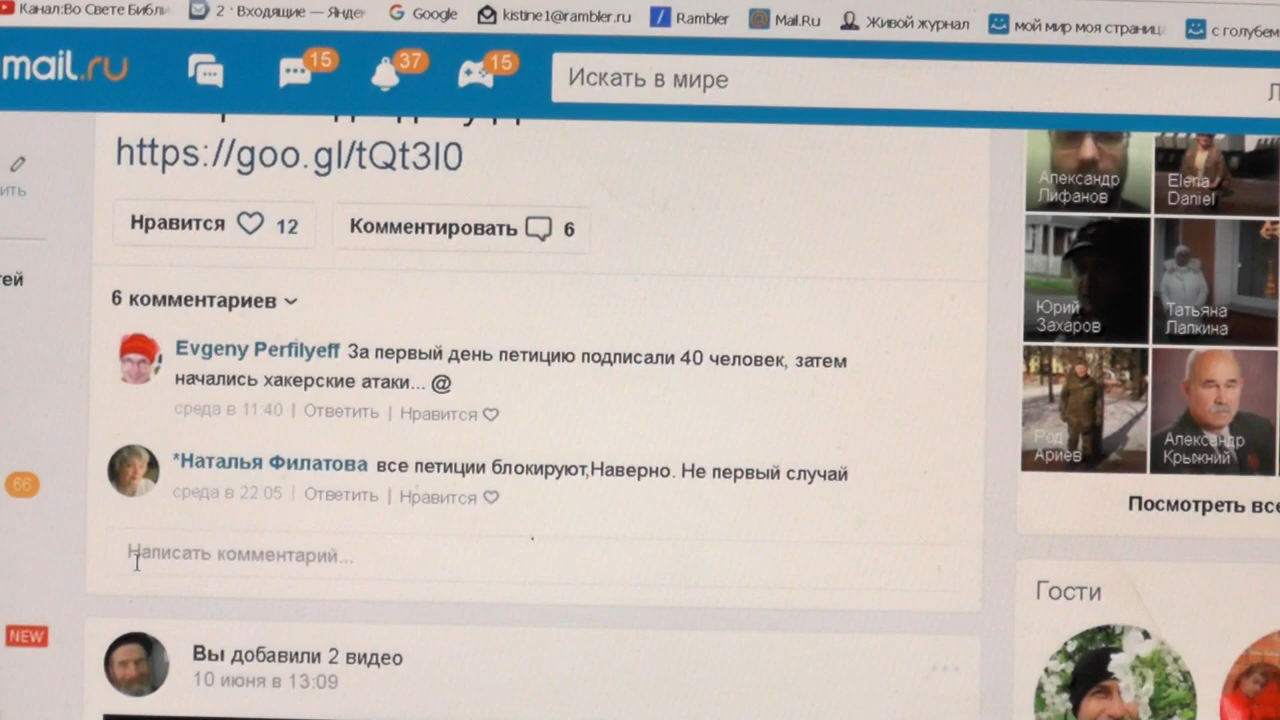 Канал:Во Свете Библи
2 · Входящие — Янде
Google
kistine1@rambler.ru
Rambler
Mail.Ru
Живой журнал
мой мир моя страниц
с голубем
mail.ru
15
37
15
Искать в мире
https://goo.gl/tQt3I0
ить
Нравится 12
Комментировать 6
тей
6 комментариев
Evgeny Perfilyeff За первый день петицию подписали 40 человек, затем
начались хакерские атаки... @
среда в 11:40 | Ответить | Нравится
*Наталья Филатова все петиции блокируют,Наверно. Не первый случай
среда в 22:05 | Ответить | Нравится
66
Написать комментарий...
NEW
Вы добавили 2 видео
10 июня в 13:09
Александр
Лифанов
Elena
Daniel
Юрий
Захаров
Татьяна
Лапкина
Род
Ариев
Александр
Крыжний
Посмотреть все
Гости